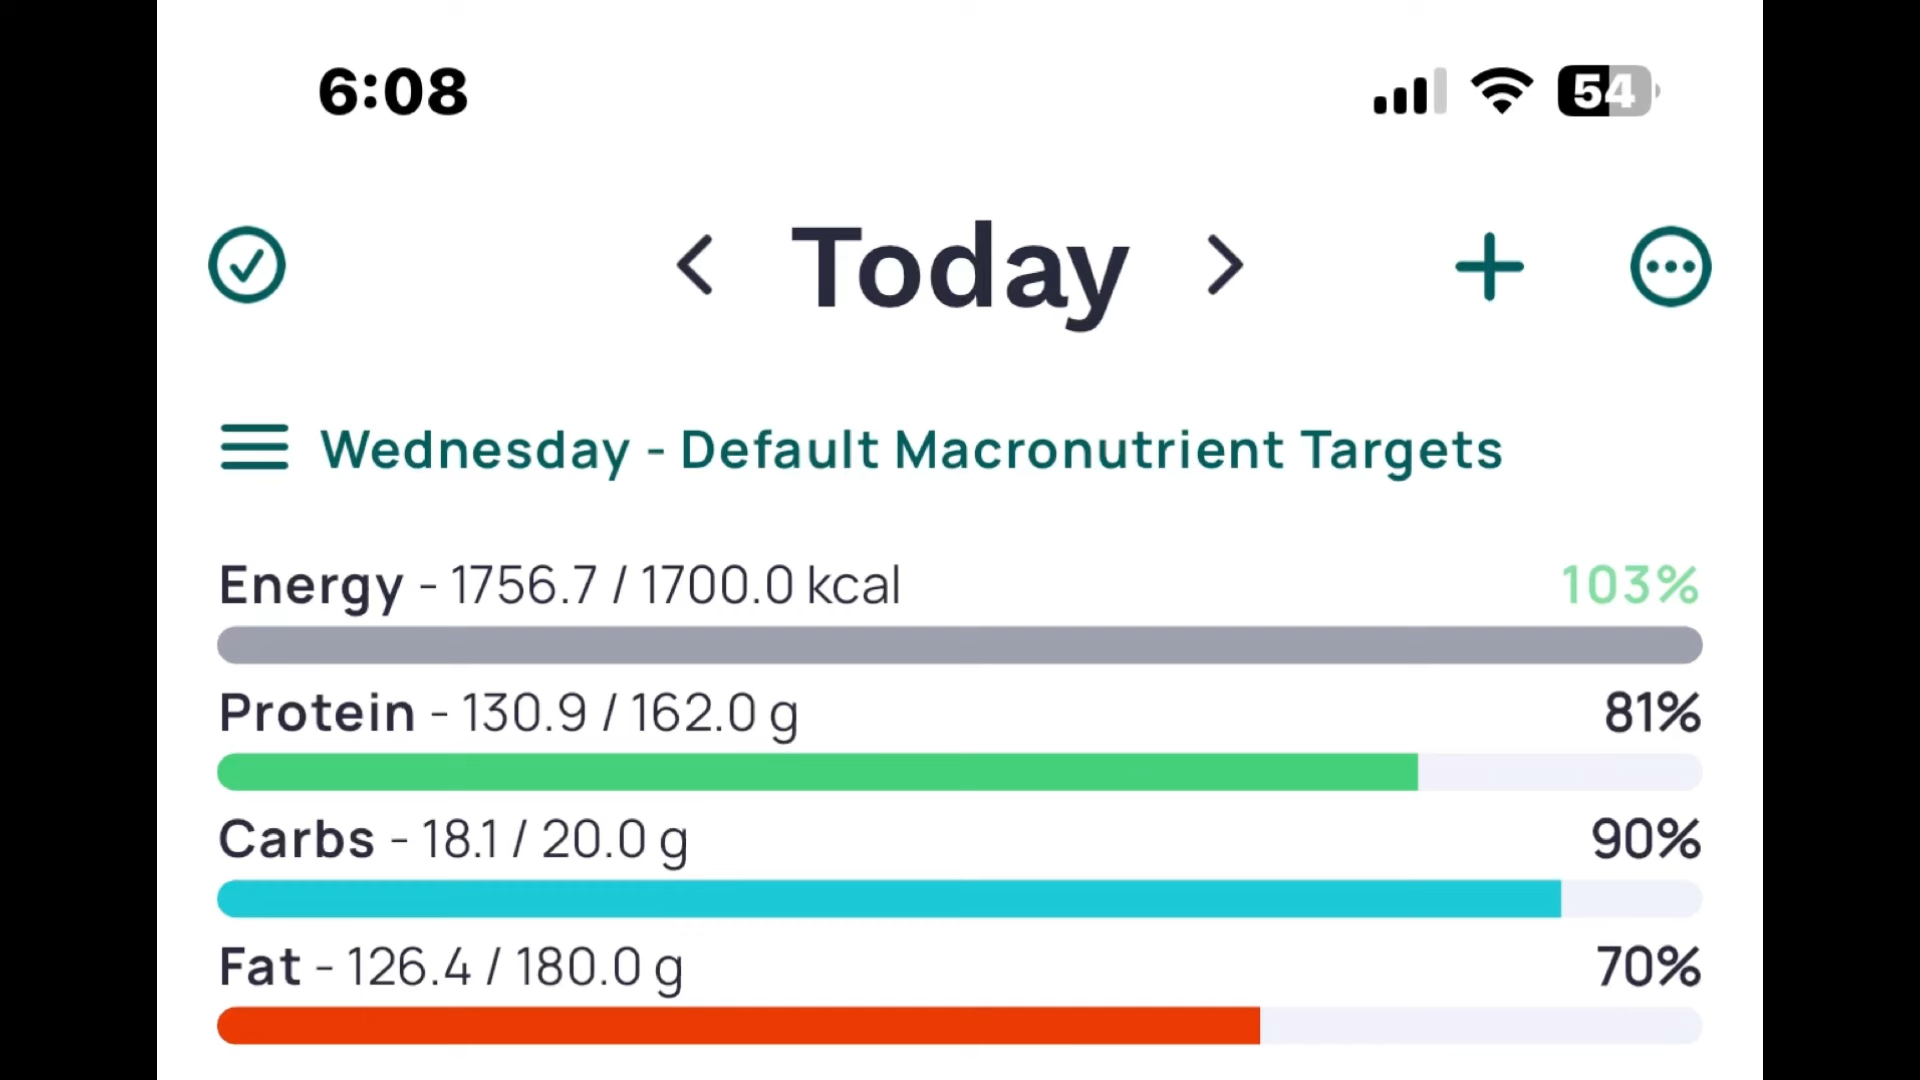 6:08 54
Today
Wednesday - Default Macronutrient Targets
Energy - 1756.7 / 1700.0 kcal 103%
Protein - 130.9 / 162.0 g 81%
Carbs - 18.1 / 20.0 g 90%
Fat - 126.4 / 180.0 g 70%